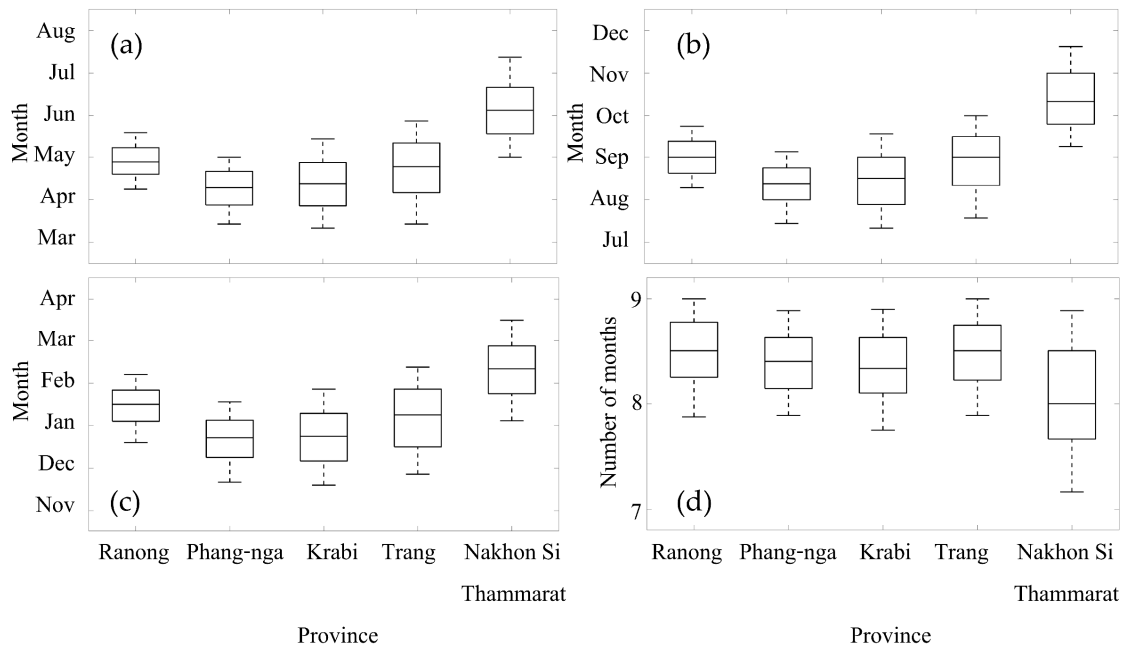 (a)
Aug
Jul
Jun
May
Apr
Mar
Month
(b)
Dec
Nov
Oct
Sep
Aug
Jul
Month
Apr
Mar
Feb
Jan
Dec
Nov
Month
(c)
Ranong Phang-nga Krabi Trang Nakhon Si
Thammarat
Province
9
8
7
Number of months
(d)
Ranong Phang-nga Krabi Trang Nakhon Si
Thammarat
Province